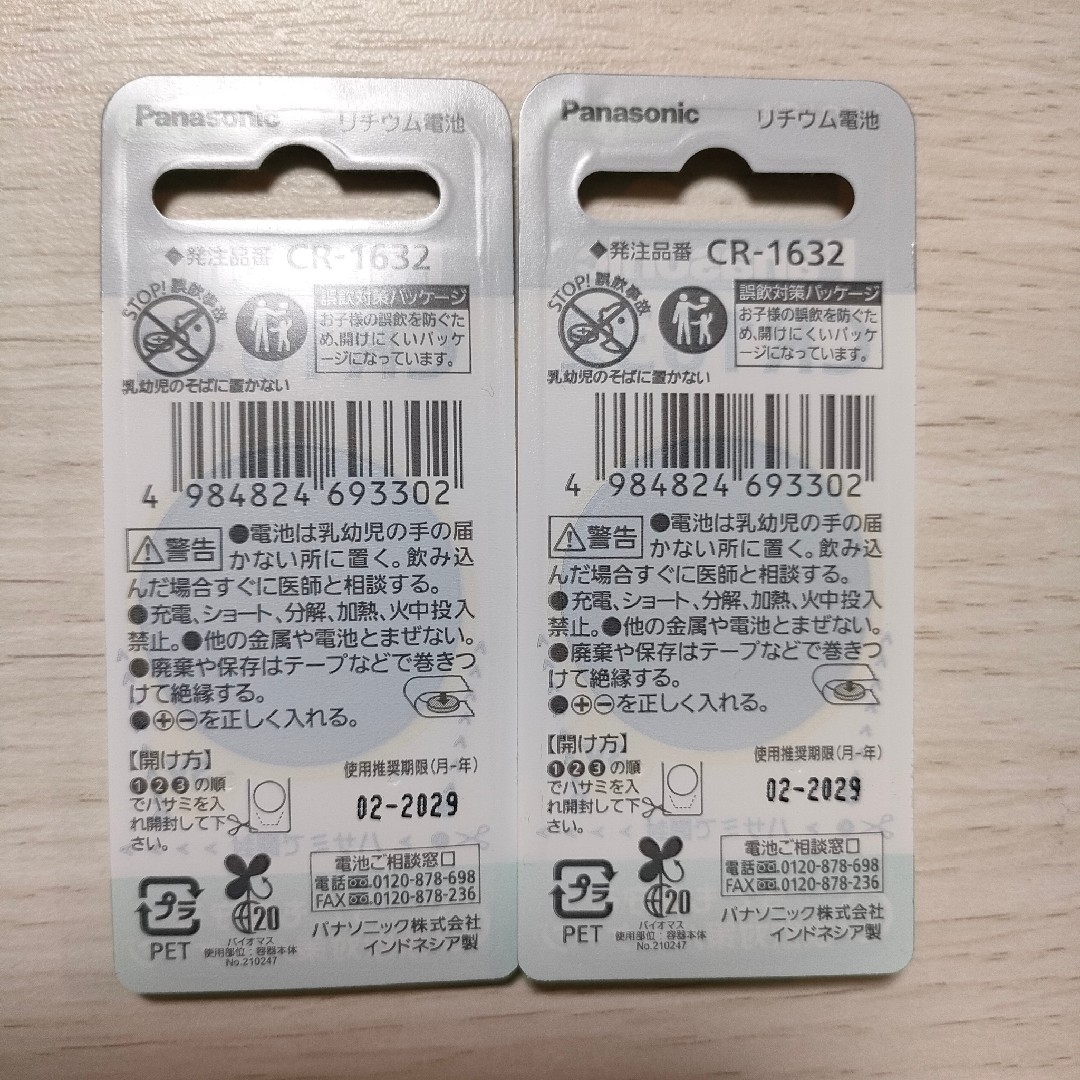 Panasonic リチウム電池
◆発注品番 CR-1632
STOP! 誤飲事故
乳幼児のそばに置かない
誤飲対策パッケージ
お子様の誤飲を防ぐた
め、開けにくいパッケ
ージになっています。
4 984824 693302
警告 ●電池は乳幼児の手の届
かない所に置く。飲み込
んだ場合すぐに医師と相談する。
●充電、ショート、分解、加熱、火中投入
禁止。●他の金属や電池とまぜない。
●廃棄や保存はテープなどで巻きつ
けて絶縁する。
●⊕⊖を正しく入れる。
【開け方】
❶❷❸の順
でハサミを入
れ開封して下
さい。
使用推奨期限(月-年)
02-2029
プラ
PET
20
バイオマス
使用部位:容器本体
No.210247
電池ご相談窓口
電話 0120-878-698
FAX 0120-878-236
パナソニック株式会社
インドネシア製
Panasonic リチウム電池
◆発注品番 CR-1632
STOP! 誤飲事故
乳幼児のそばに置かない
誤飲対策パッケージ
お子様の誤飲を防ぐた
め、開けにくいパッケ
ージになっています。
4 984824 693302
警告 ●電池は乳幼児の手の届
かない所に置く。飲み込
んだ場合すぐに医師と相談する。
●充電、ショート、分解、加熱、火中投入
禁止。●他の金属や電池とまぜない。
●廃棄や保存はテープなどで巻きつ
けて絶縁する。
●⊕⊖を正しく入れる。
【開け方】
❶❷❸の順
でハサミを入
れ開封して下
さい。
使用推奨期限(月-年)
02-2029
プラ
PET
20
バイオマス
使用部位:容器本体
No.210247
電池ご相談窓口
電話 0120-878-698
FAX 0120-878-236
パナソニック株式会社
インドネシア製